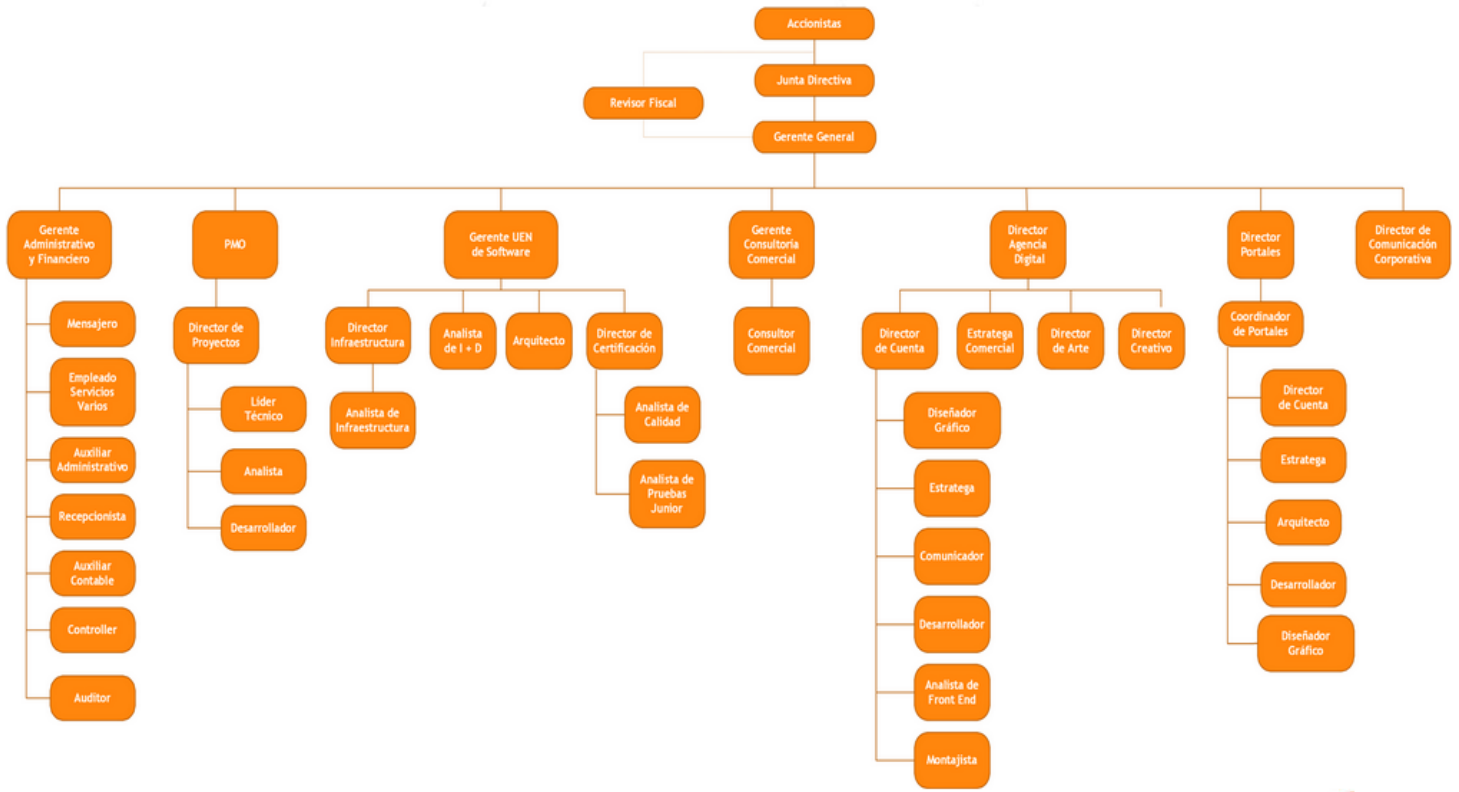 Accionistas
Junta Directiva
Revisor Fiscal
Gerente General
Gerente
Administrativo
y Financiero
PMO
Gerente UEN
de Software
Gerente
Consultoría
Comercial
Director
Agencia
Digital
Director
Portales
Director de
Comunicación
Corporativa
Mensajero
Empleado
Servicios
Varios
Auxiliar
Administrativo
Recepcionista
Auxiliar
Contable
Controller
Auditor
Director de
Proyectos
Líder
Técnico
Analista
Desarrollador
Director
Infraestructura
Analista de
Infraestructura
Analista
de I + D
Arquitecto
Director de
Certificación
Analista de
Calidad
Analista de
Pruebas
Junior
Consultor
Comercial
Director
de Cuenta
Estratega
Comercial
Director
de Arte
Director
Creativo
Diseñador
Gráfico
Estratega
Comunicador
Desarrollador
Analista de
Front End
Montajista
Coordinador
de Portales
Director
de Cuenta
Estratega
Arquitecto
Desarrollador
Diseñador
Gráfico